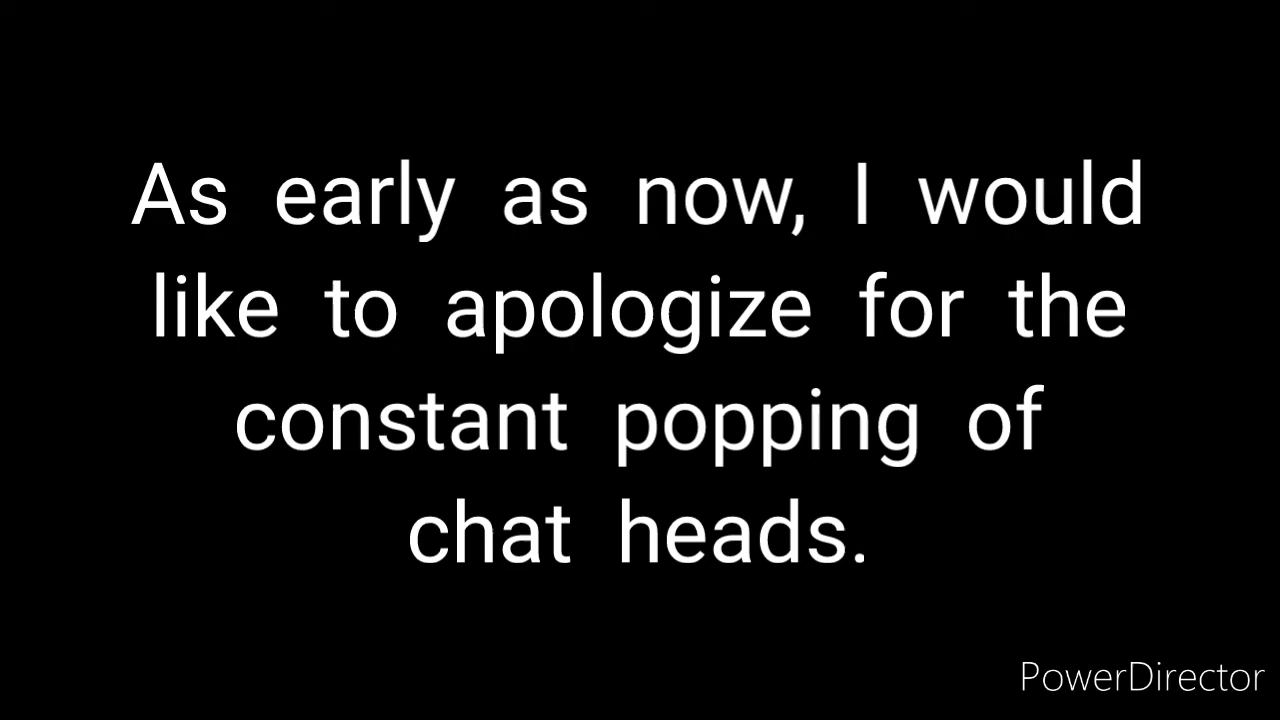 As early as now, I would
like to apologize for the
constant popping of
chat heads.
PowerDirector